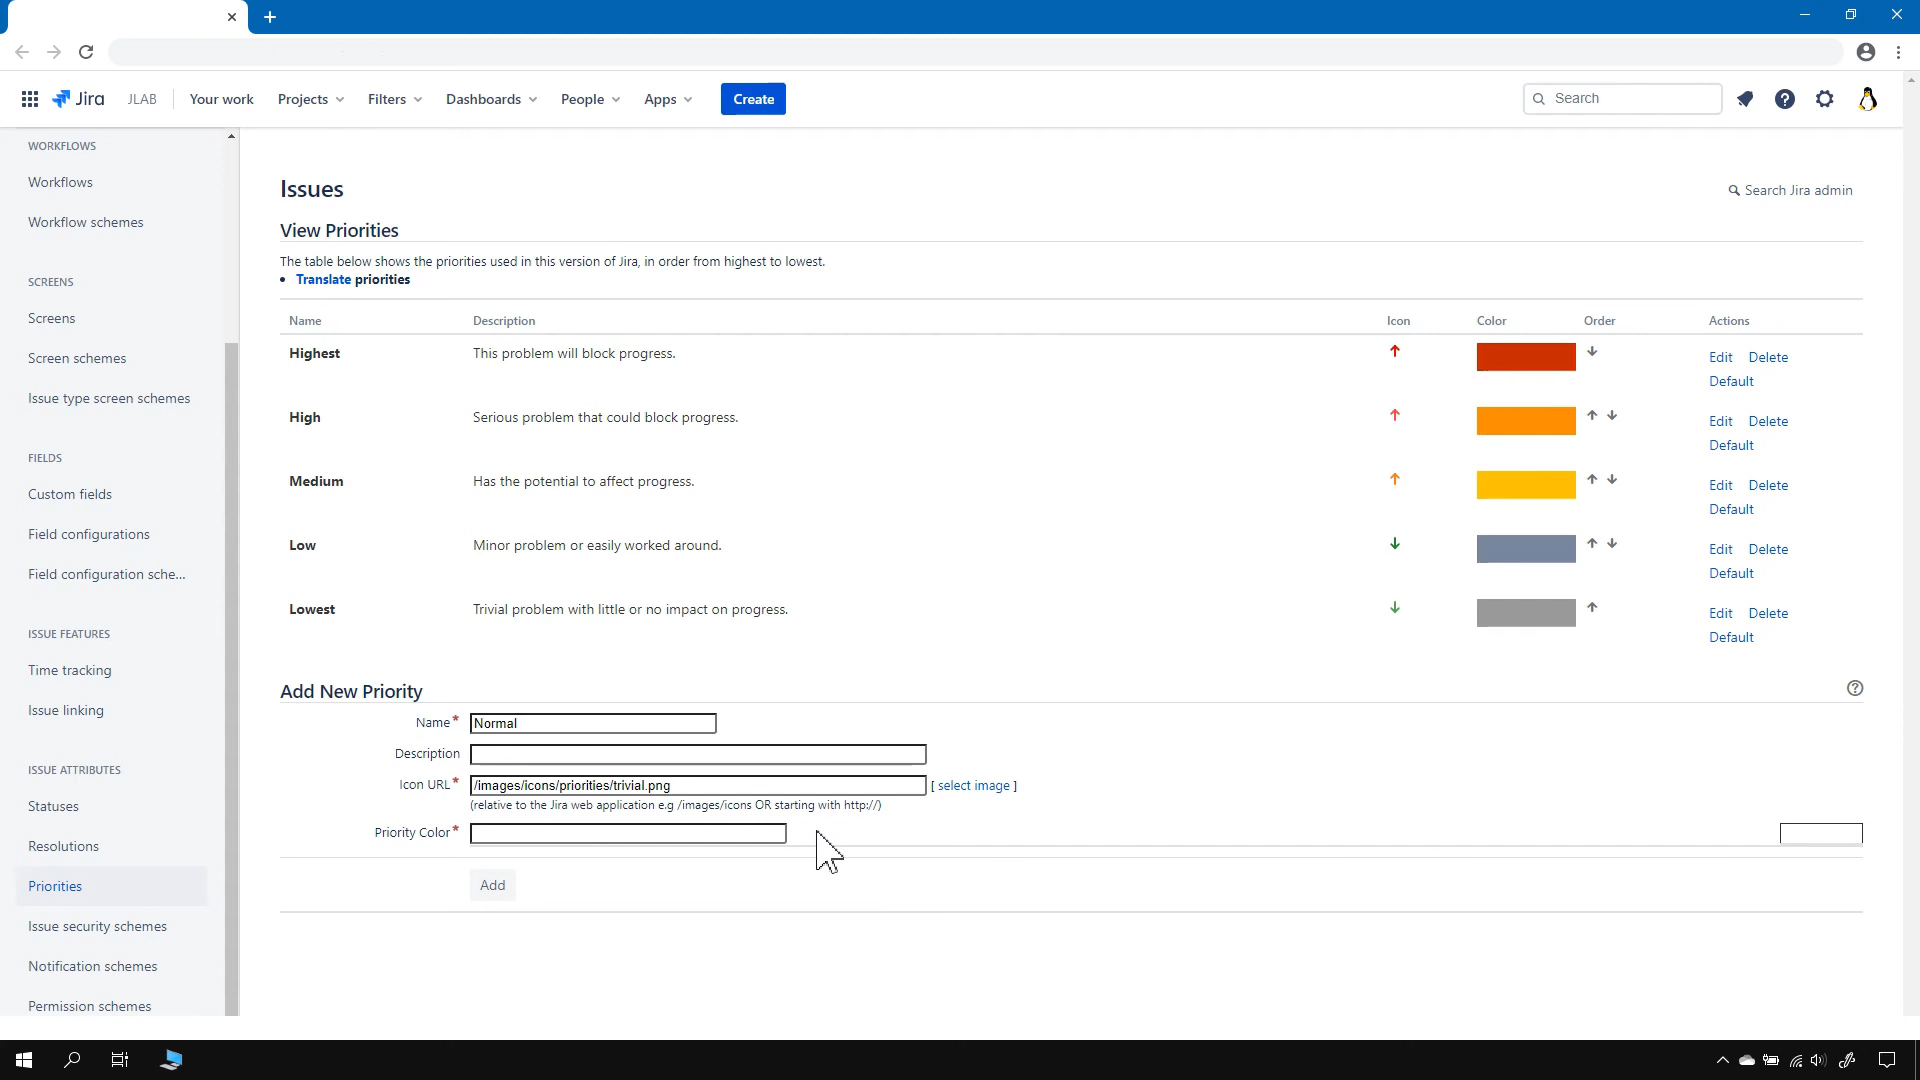 Jira
JLAB
Your work
Projects
Filters
Dashboards
People
Apps
Create
Search
WORKFLOWS
Workflows
Workflow schemes
SCREENS
Screens
Screen schemes
Issue type screen schemes
FIELDS
Custom fields
Field configurations
Field configuration sche...
ISSUE FEATURES
Time tracking
Issue linking
ISSUE ATTRIBUTES
Statuses
Resolutions
Priorities
Issue security schemes
Notification schemes
Permission schemes
Issues
Search Jira admin
View Priorities
The table below shows the priorities used in this version of Jira, in order from highest to lowest.
• Translate priorities
Name Description Icon Color Order Actions
Highest This problem will block progress. Edit Delete
Default
High Serious problem that could block progress. Edit Delete
Default
Medium Has the potential to affect progress. Edit Delete
Default
Low Minor problem or easily worked around. Edit Delete
Default
Lowest Trivial problem with little or no impact on progress. Edit Delete
Default
Add New Priority
Name* Normal
Description
Icon URL* /images/icons/priorities/trivial.png [ select image ]
(relative to the Jira web application e.g /images/icons OR starting with http://)
Priority Color*
Add